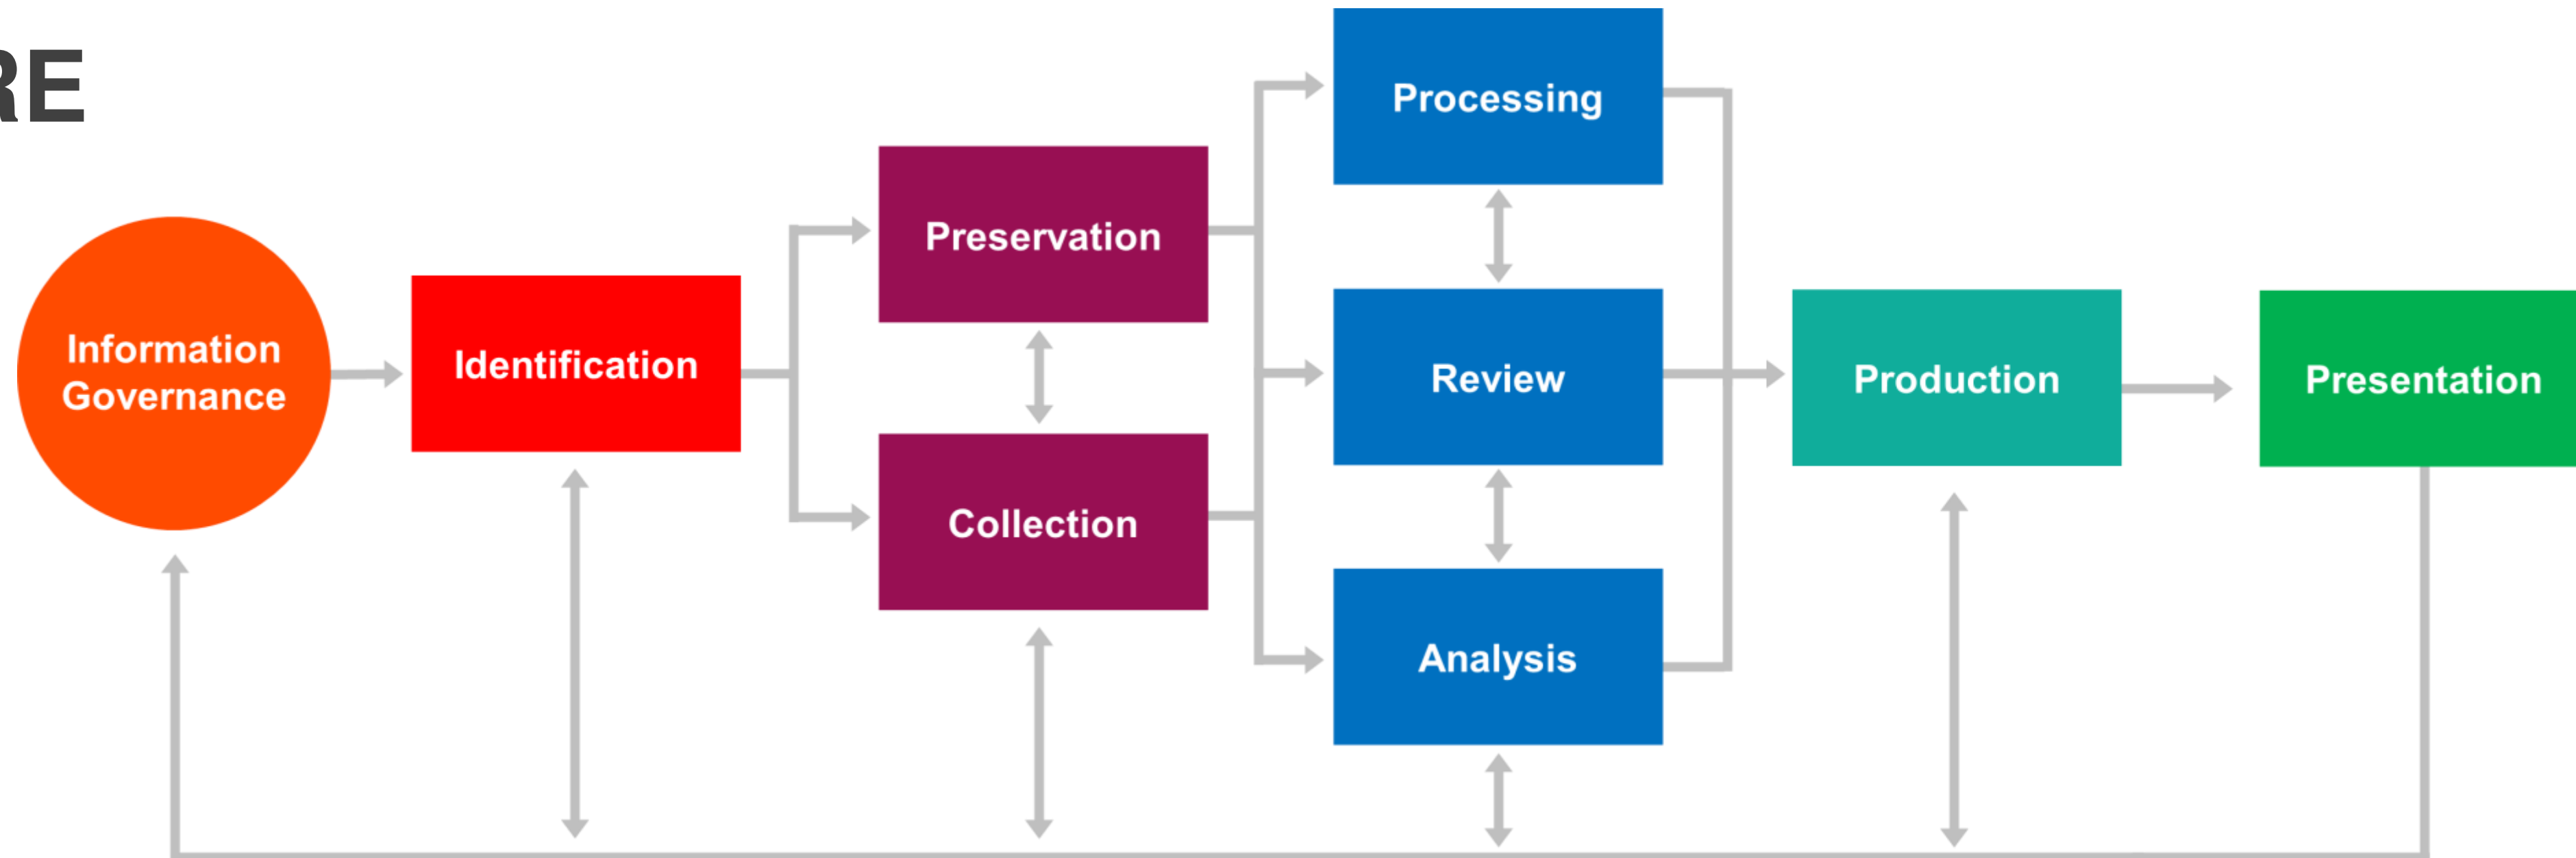 RE
Information
Governance
Identification
Preservation
Collection
Processing
Review
Analysis
Production
Presentation